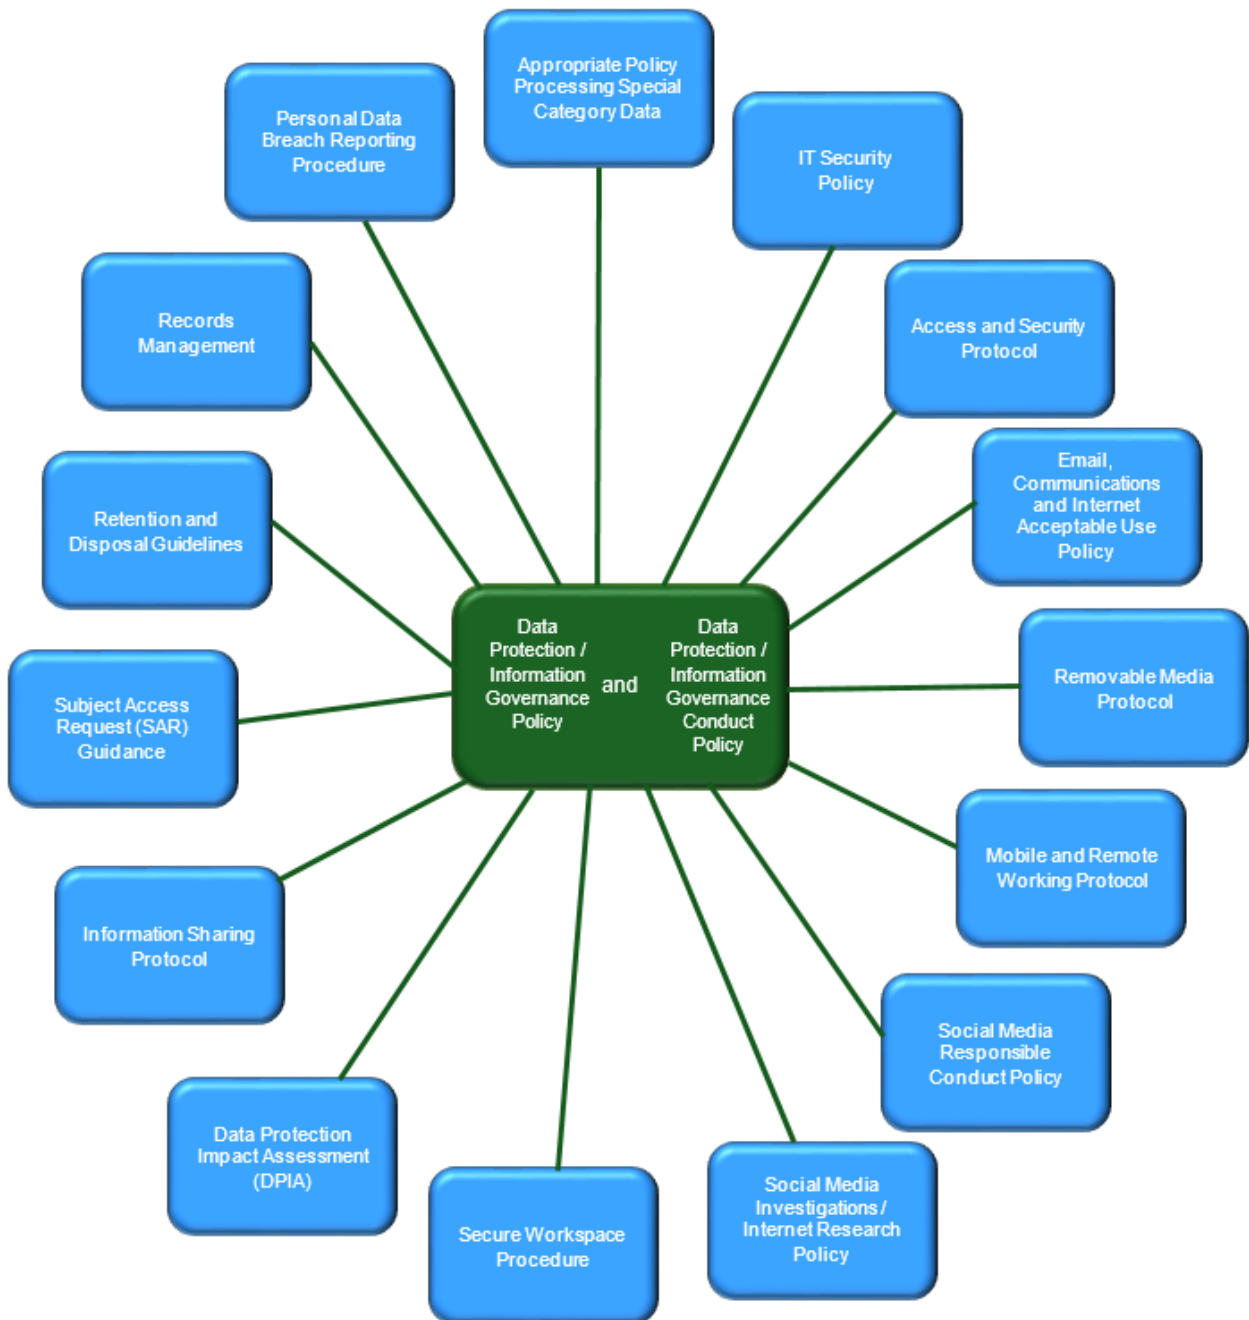 Appropriate Policy
Processing Special
Category Data
Personal Data
Breach Reporting
Procedure
IT Security
Policy
Records
Management
Access and Security
Protocol
Email,
Communications
and Internet
Acceptable Use
Policy
Retention and
Disposal Guidelines
Data
Protection /
Information
Governance
Policy
and
Data
Protection /
Information
Governance
Conduct
Policy
Removable Media
Protocol
Subject Access
Request (SAR)
Guidance
Mobile and Remote
Working Protocol
Information Sharing
Protocol
Social Media
Responsible
Conduct Policy
Data Protection
Impact Assessment
(DPIA)
Social Media
Investigations /
Internet Research
Policy
Secure Workspace
Procedure